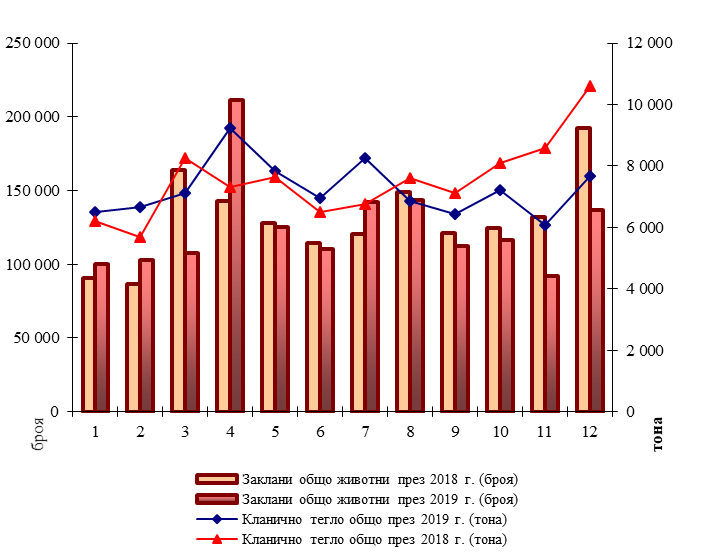 250 000
200 000
150 000
100 000
50 000
0
броя
12 000
10 000
8 000
6 000
4 000
2 000
0
тона
1 2 3 4 5 6 7 8 9 10 11 12
Заклани общо животни през 2018 г. (броя)
Заклани общо животни през 2019 г. (броя)
Кланично тегло общо през 2019 г. (тона)
Кланично тегло общо през 2018 г. (тона)